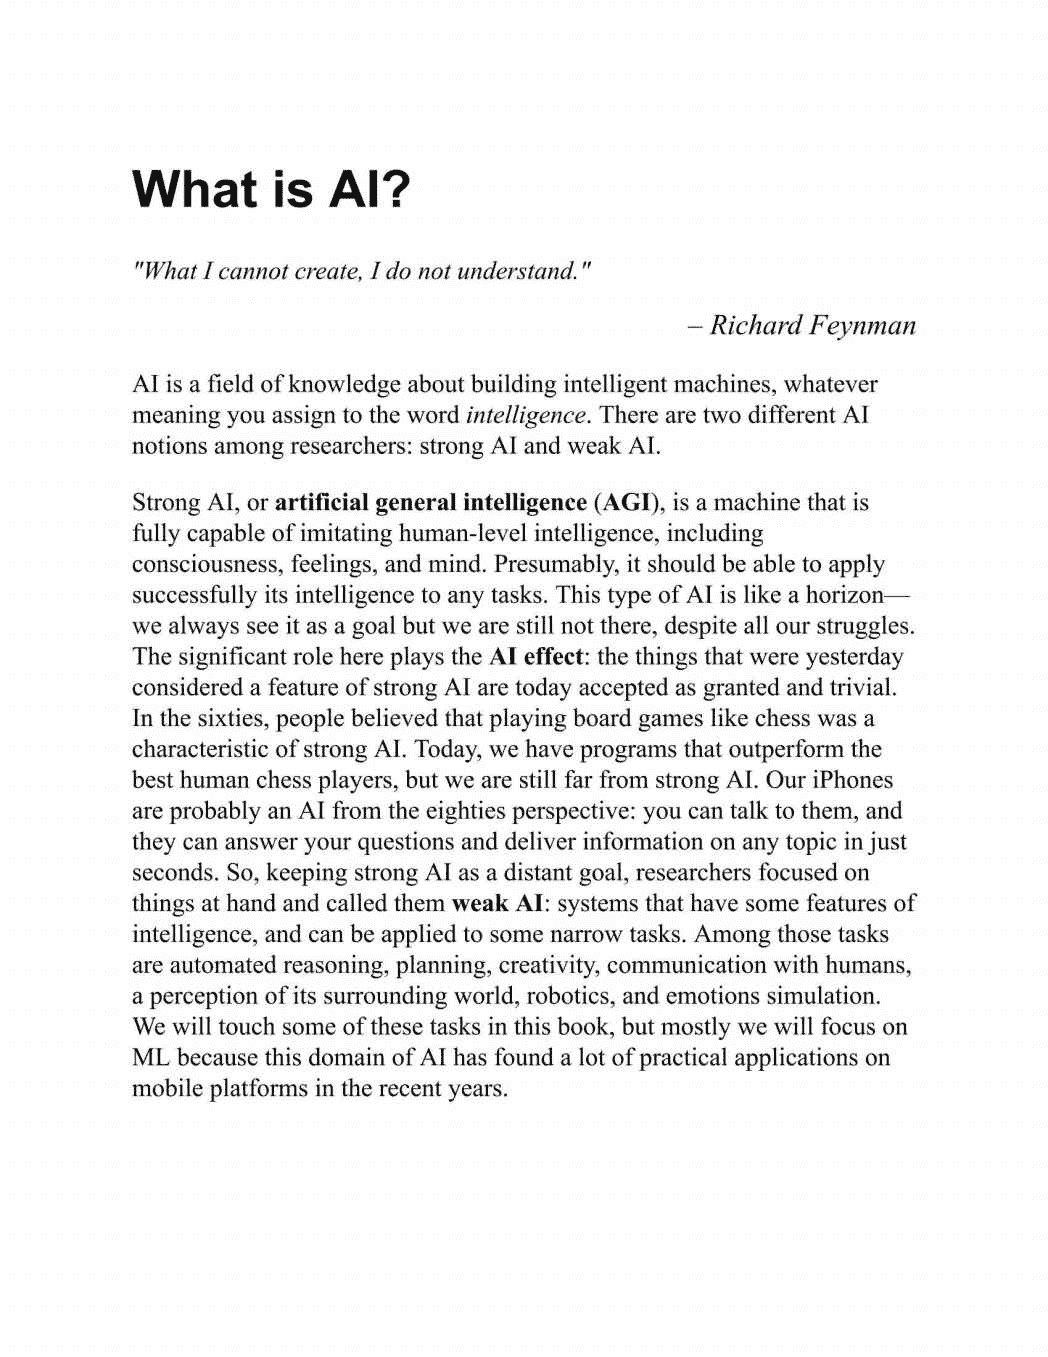 What is AI?
"What I cannot create, I do not understand."
– Richard Feynman
AI is a field of knowledge about building intelligent machines, whatever
meaning you assign to the word intelligence. There are two different AI
notions among researchers: strong AI and weak AI.
Strong AI, or artificial general intelligence (AGI), is a machine that is
fully capable of imitating human-level intelligence, including
consciousness, feelings, and mind. Presumably, it should be able to apply
successfully its intelligence to any tasks. This type of AI is like a horizon—
we always see it as a goal but we are still not there, despite all our struggles.
The significant role here plays the AI effect: the things that were yesterday
considered a feature of strong AI are today accepted as granted and trivial.
In the sixties, people believed that playing board games like chess was a
characteristic of strong AI. Today, we have programs that outperform the
best human chess players, but we are still far from strong AI. Our iPhones
are probably an AI from the eighties perspective: you can talk to them, and
they can answer your questions and deliver information on any topic in just
seconds. So, keeping strong AI as a distant goal, researchers focused on
things at hand and called them weak AI: systems that have some features of
intelligence, and can be applied to some narrow tasks. Among those tasks
are automated reasoning, planning, creativity, communication with humans,
a perception of its surrounding world, robotics, and emotions simulation.
We will touch some of these tasks in this book, but mostly we will focus on
ML because this domain of AI has found a lot of practical applications on
mobile platforms in the recent years.